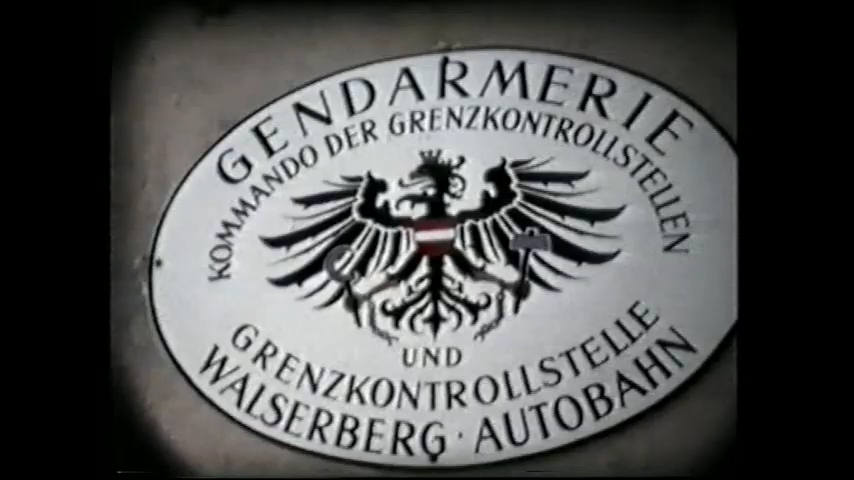 GENDARMERIE
KOMMANDO DER GRENZKONTROLLSTELLEN
UND
GRENZKONTROLLSTELLE
WALSERBERG · AUTOBAHN